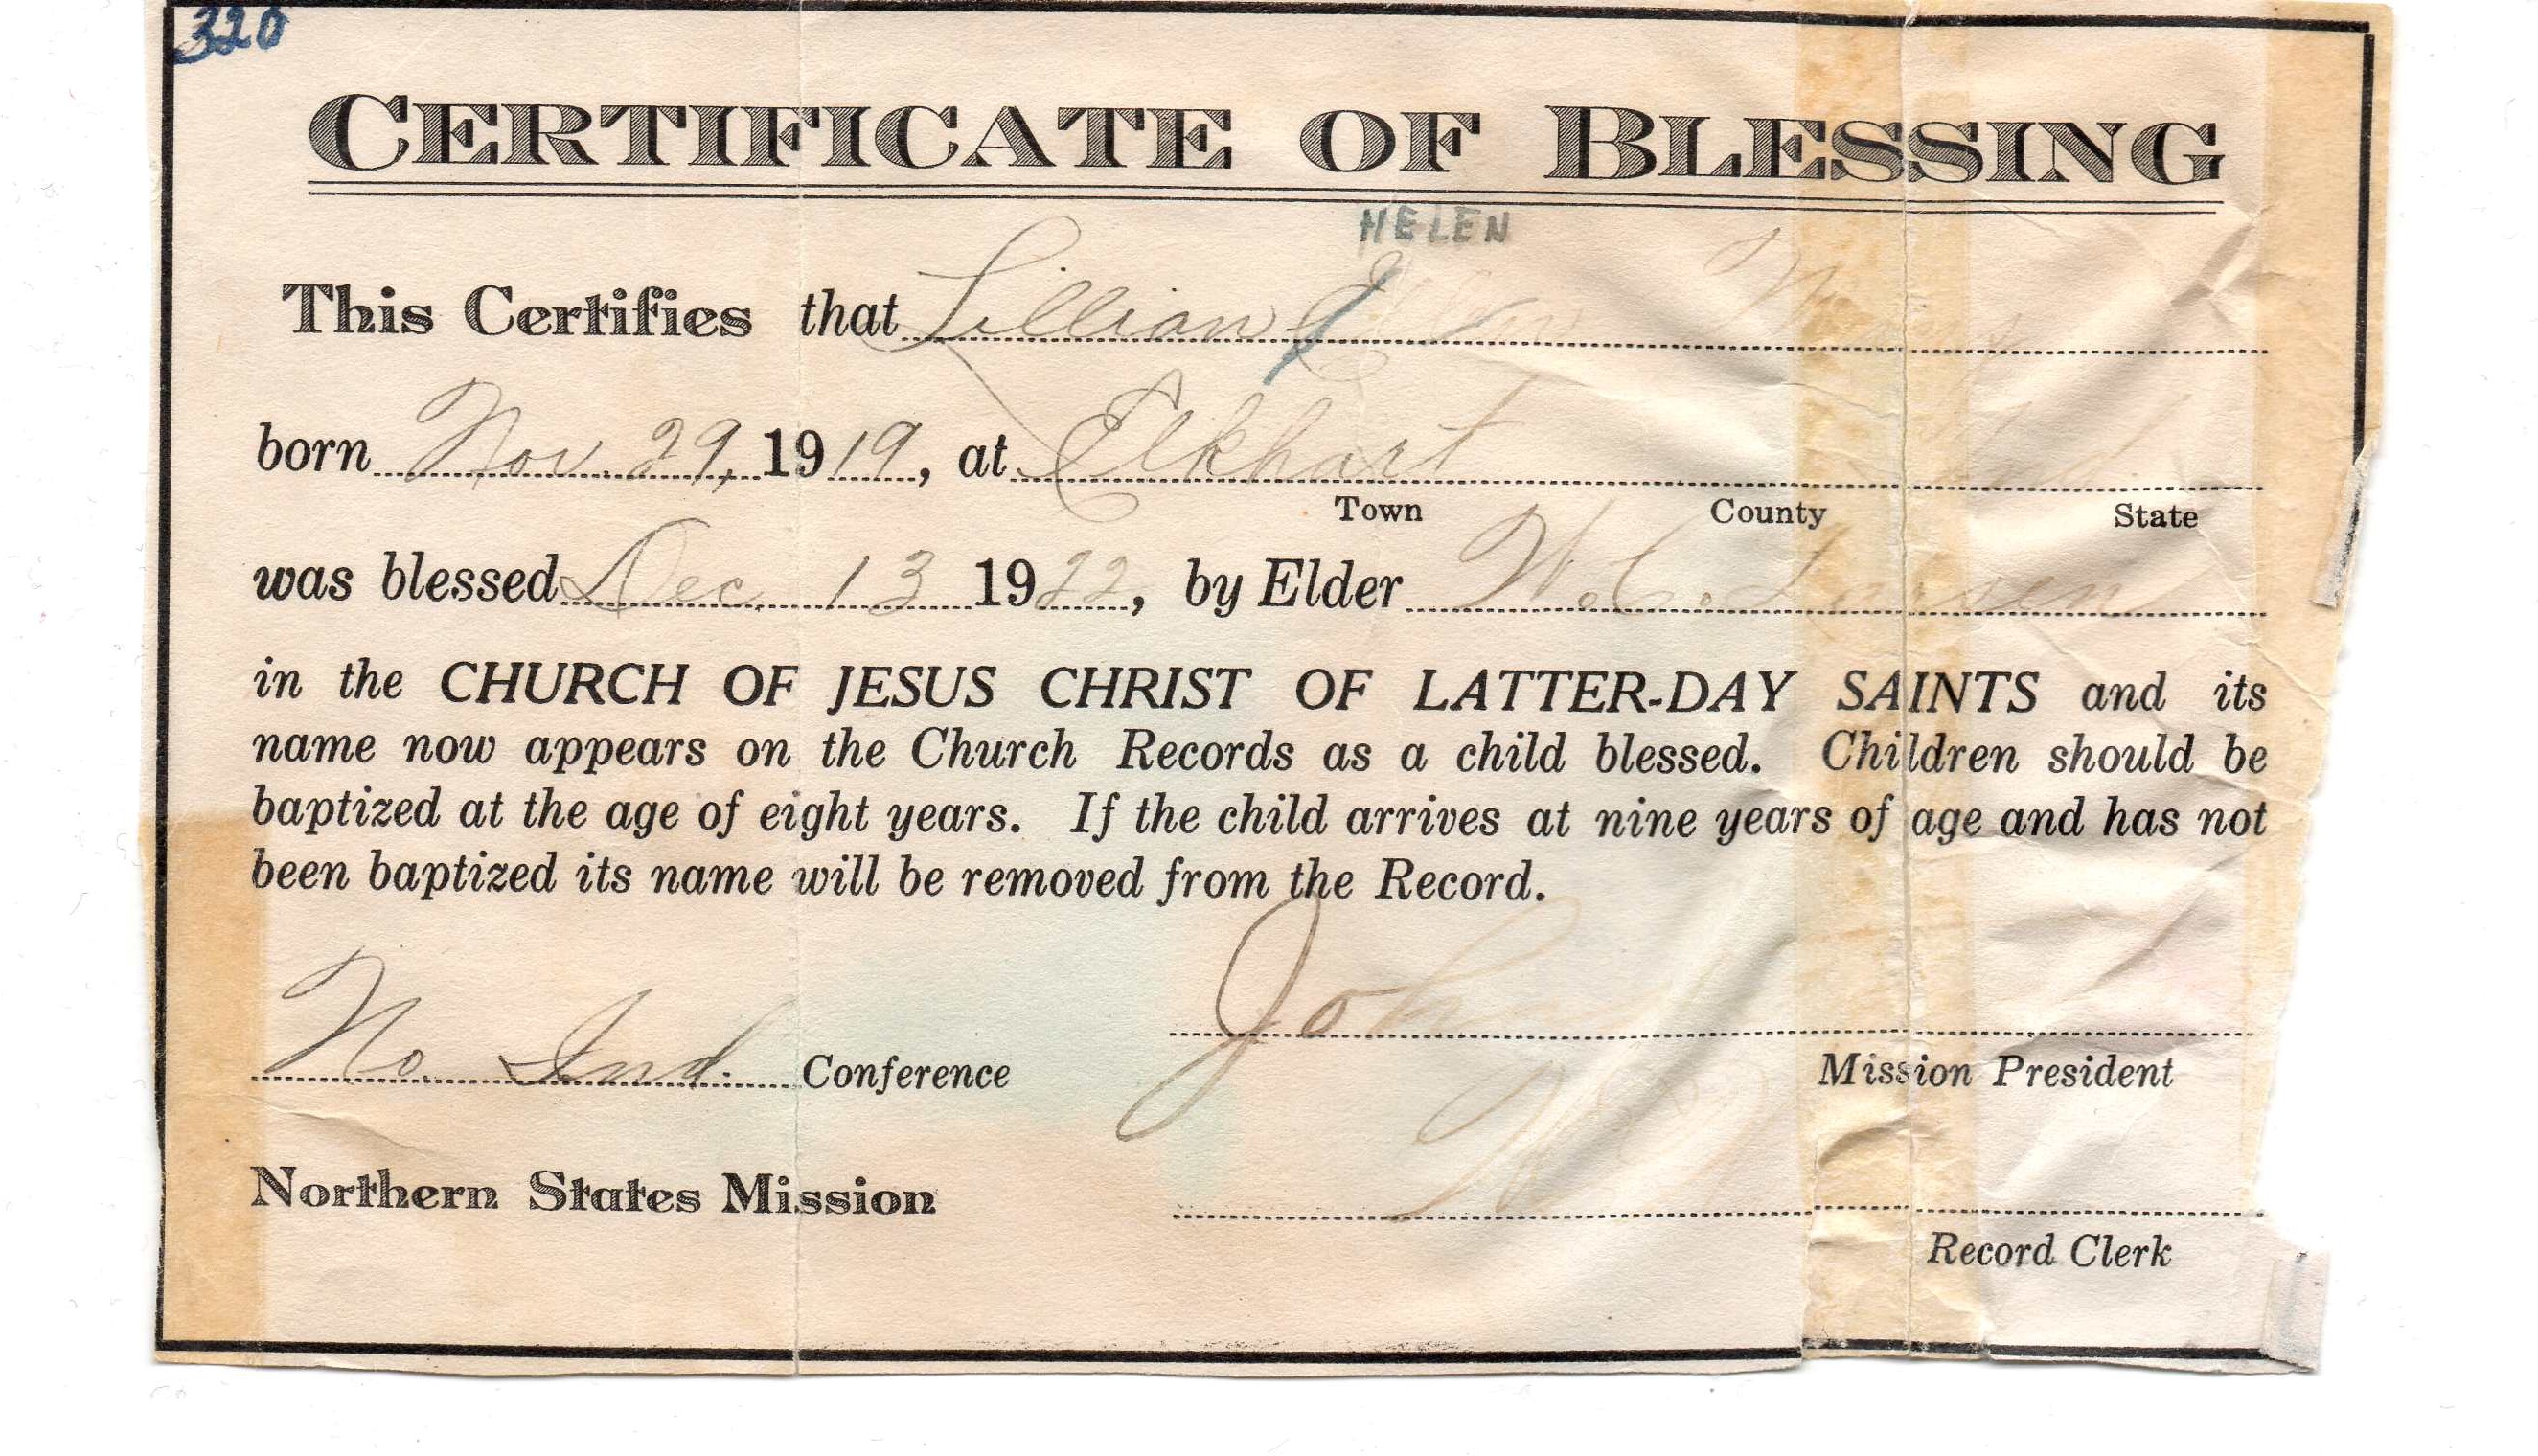 320
CERTIFICATE OF BLESSING
HELEN
This Certifies that Lillian
born Nov. 29, 1919, at Elkhart Ind.
Town County State
was blessed Dec. 13 1922, by Elder W. C. Larsen
in the CHURCH OF JESUS CHRIST OF LATTER-DAY SAINTS and its
name now appears on the Church Records as a child blessed. Children should be
baptized at the age of eight years. If the child arrives at nine years of age and has not
been baptized its name will be removed from the Record.
No. Ind. Conference John
Mission President
Northern States Mission
Record Clerk